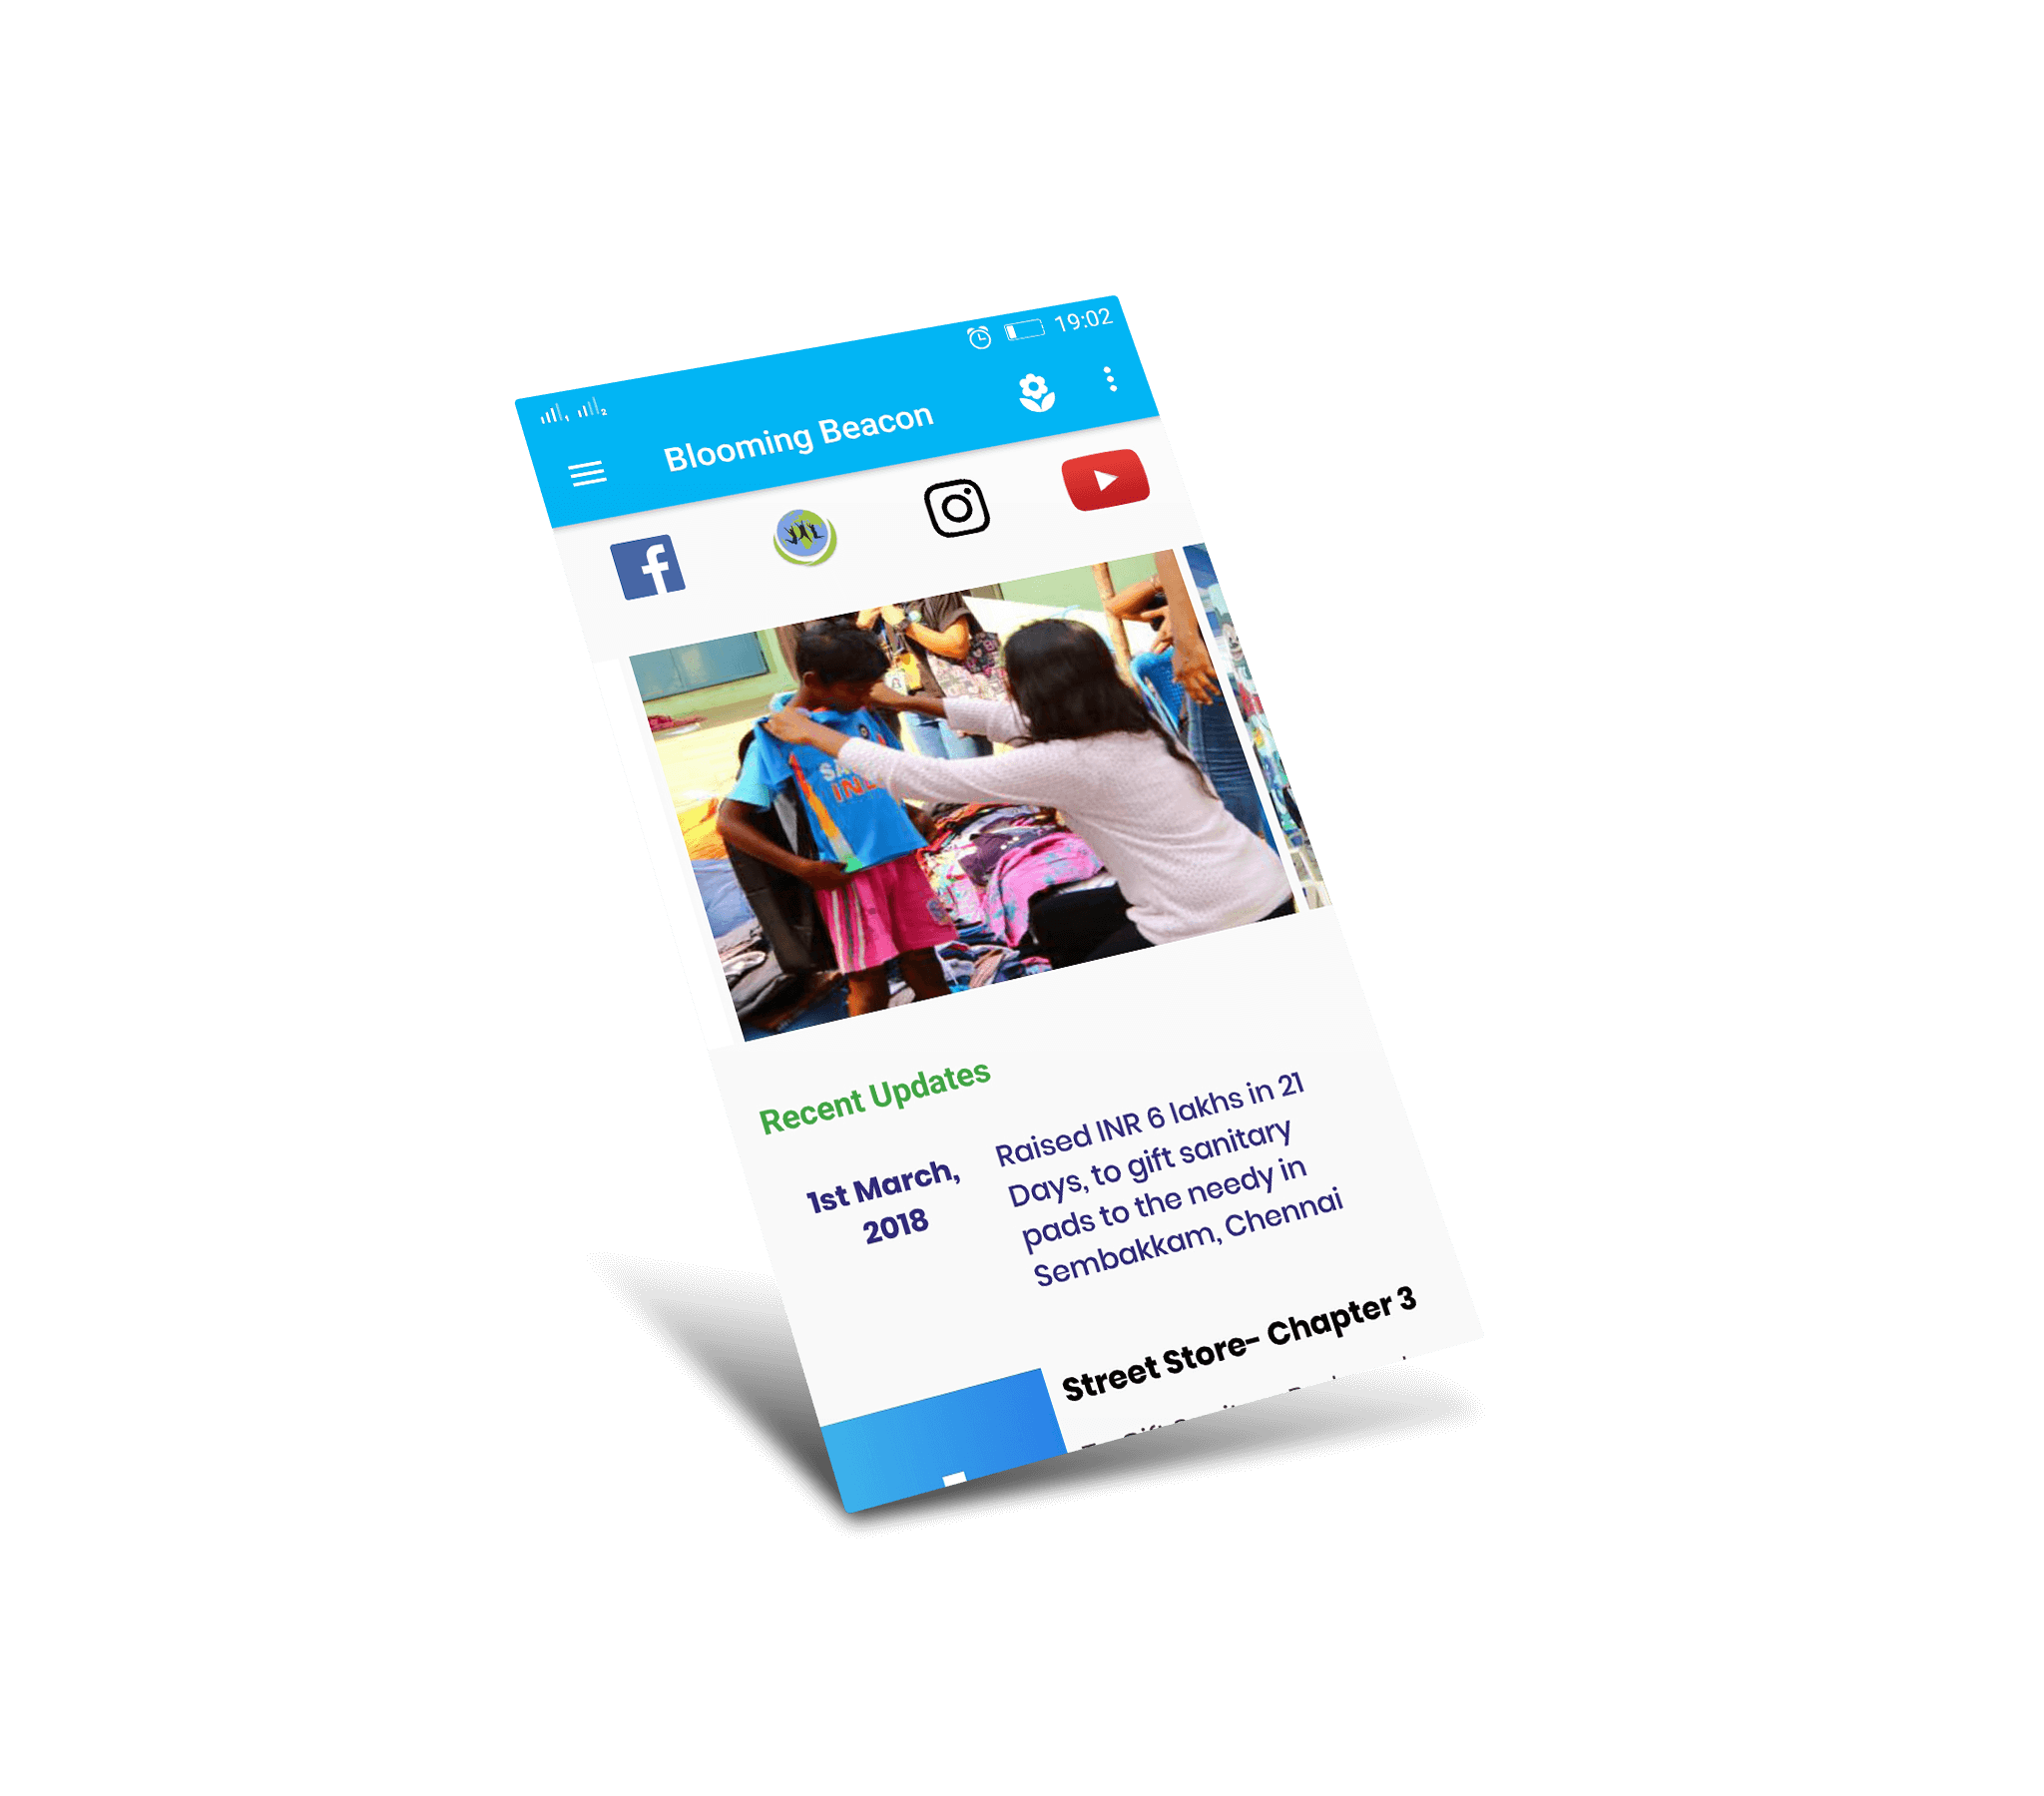 19:02
Blooming Beacon
Recent Updates
1st March,
2018
Raised INR 6 lakhs in 21
Days, to gift sanitary
pads to the needy in
Sembakkam, Chennai
Street Store- Chapter 3